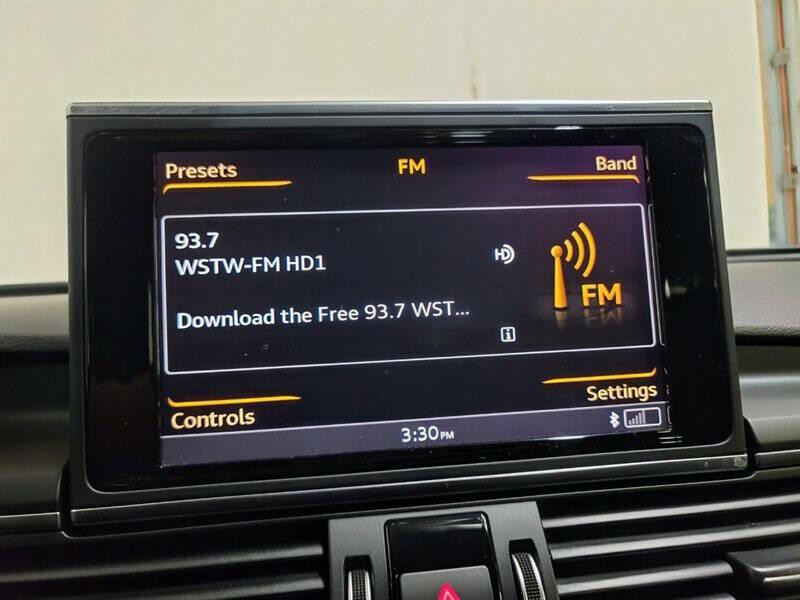 Presets FM Band
93.7
WSTW-FM HD1
HD
Download the Free 93.7 WST...
FM
i
Controls Settings
3:30PM